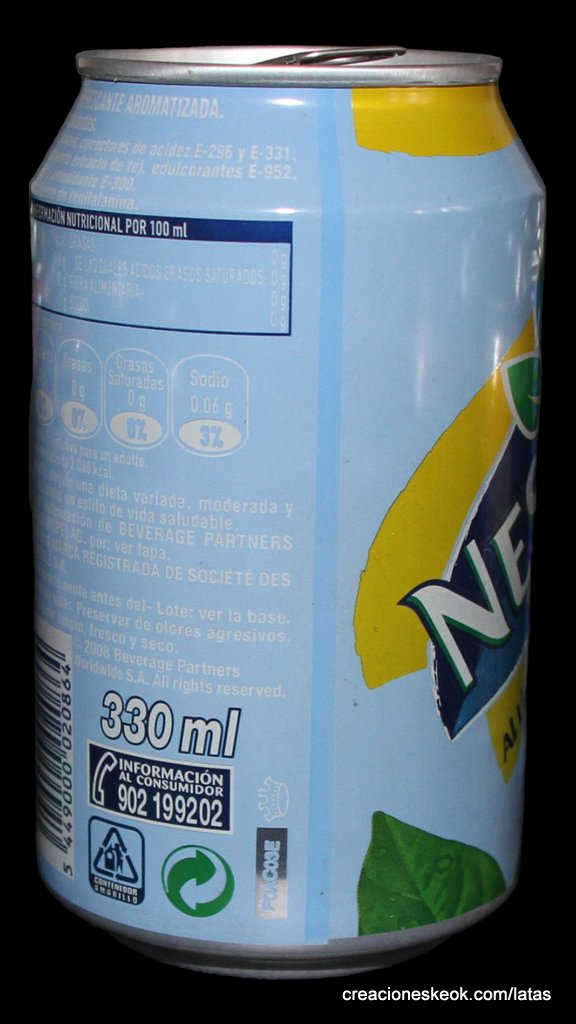 AROMATIZADA.
correctores de acidez E-296 y E-331,
extracto de té), edulcorantes E-952,
E-300.
de fenilalanina.
INFORMACIÓN NUTRICIONAL POR 100 ml
GRASAS 0 g
DE LAS CUALES ACIDOS GRASOS SATURADOS 0 g
FIBRA ALIMENTARIA 0 g
SODIO 0 g
Grasas
0 g
0%
Grasas
Saturadas
0 g
0%
Sodio
0.06 g
3%
para un adulto.
2 000 kcal.
una dieta variada, moderada y
un estilo de vida saludable.
de BEVERAGE PARTNERS
AG. por: ver tapa.
MARCA REGISTRADA DE SOCIÉTÉ DES
S.A.
antes del- Lote: ver la base.
Preservar de olores agresivos.
fresco y seco.
2008 Beverage Partners
Worldwide S.A. All rights reserved.
330 ml
INFORMACIÓN
AL CONSUMIDOR
902 199202
CONTENEDOR
AMARILLO
5 449000 020864
NES
creacioneskeok.com/latas